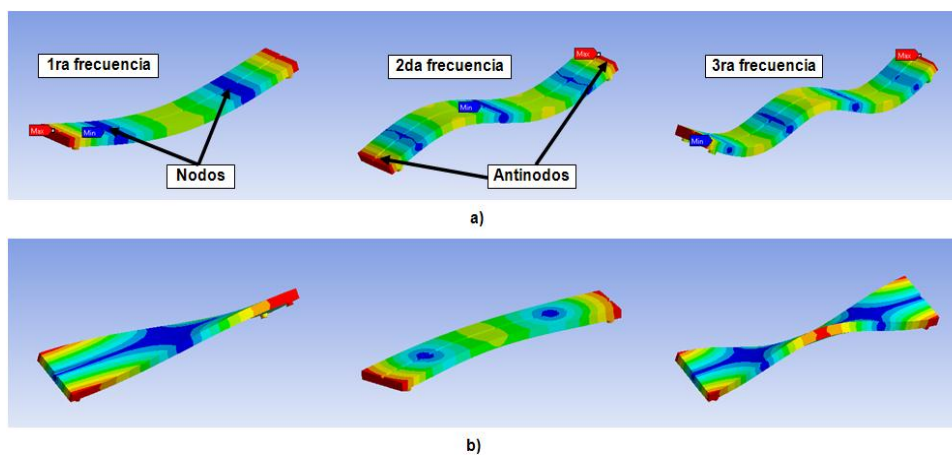 1ra frecuencia
2da frecuencia
3ra frecuencia
Max
Min
Nodos
Max
Min
Antinodos
Max
Min
a)
b)